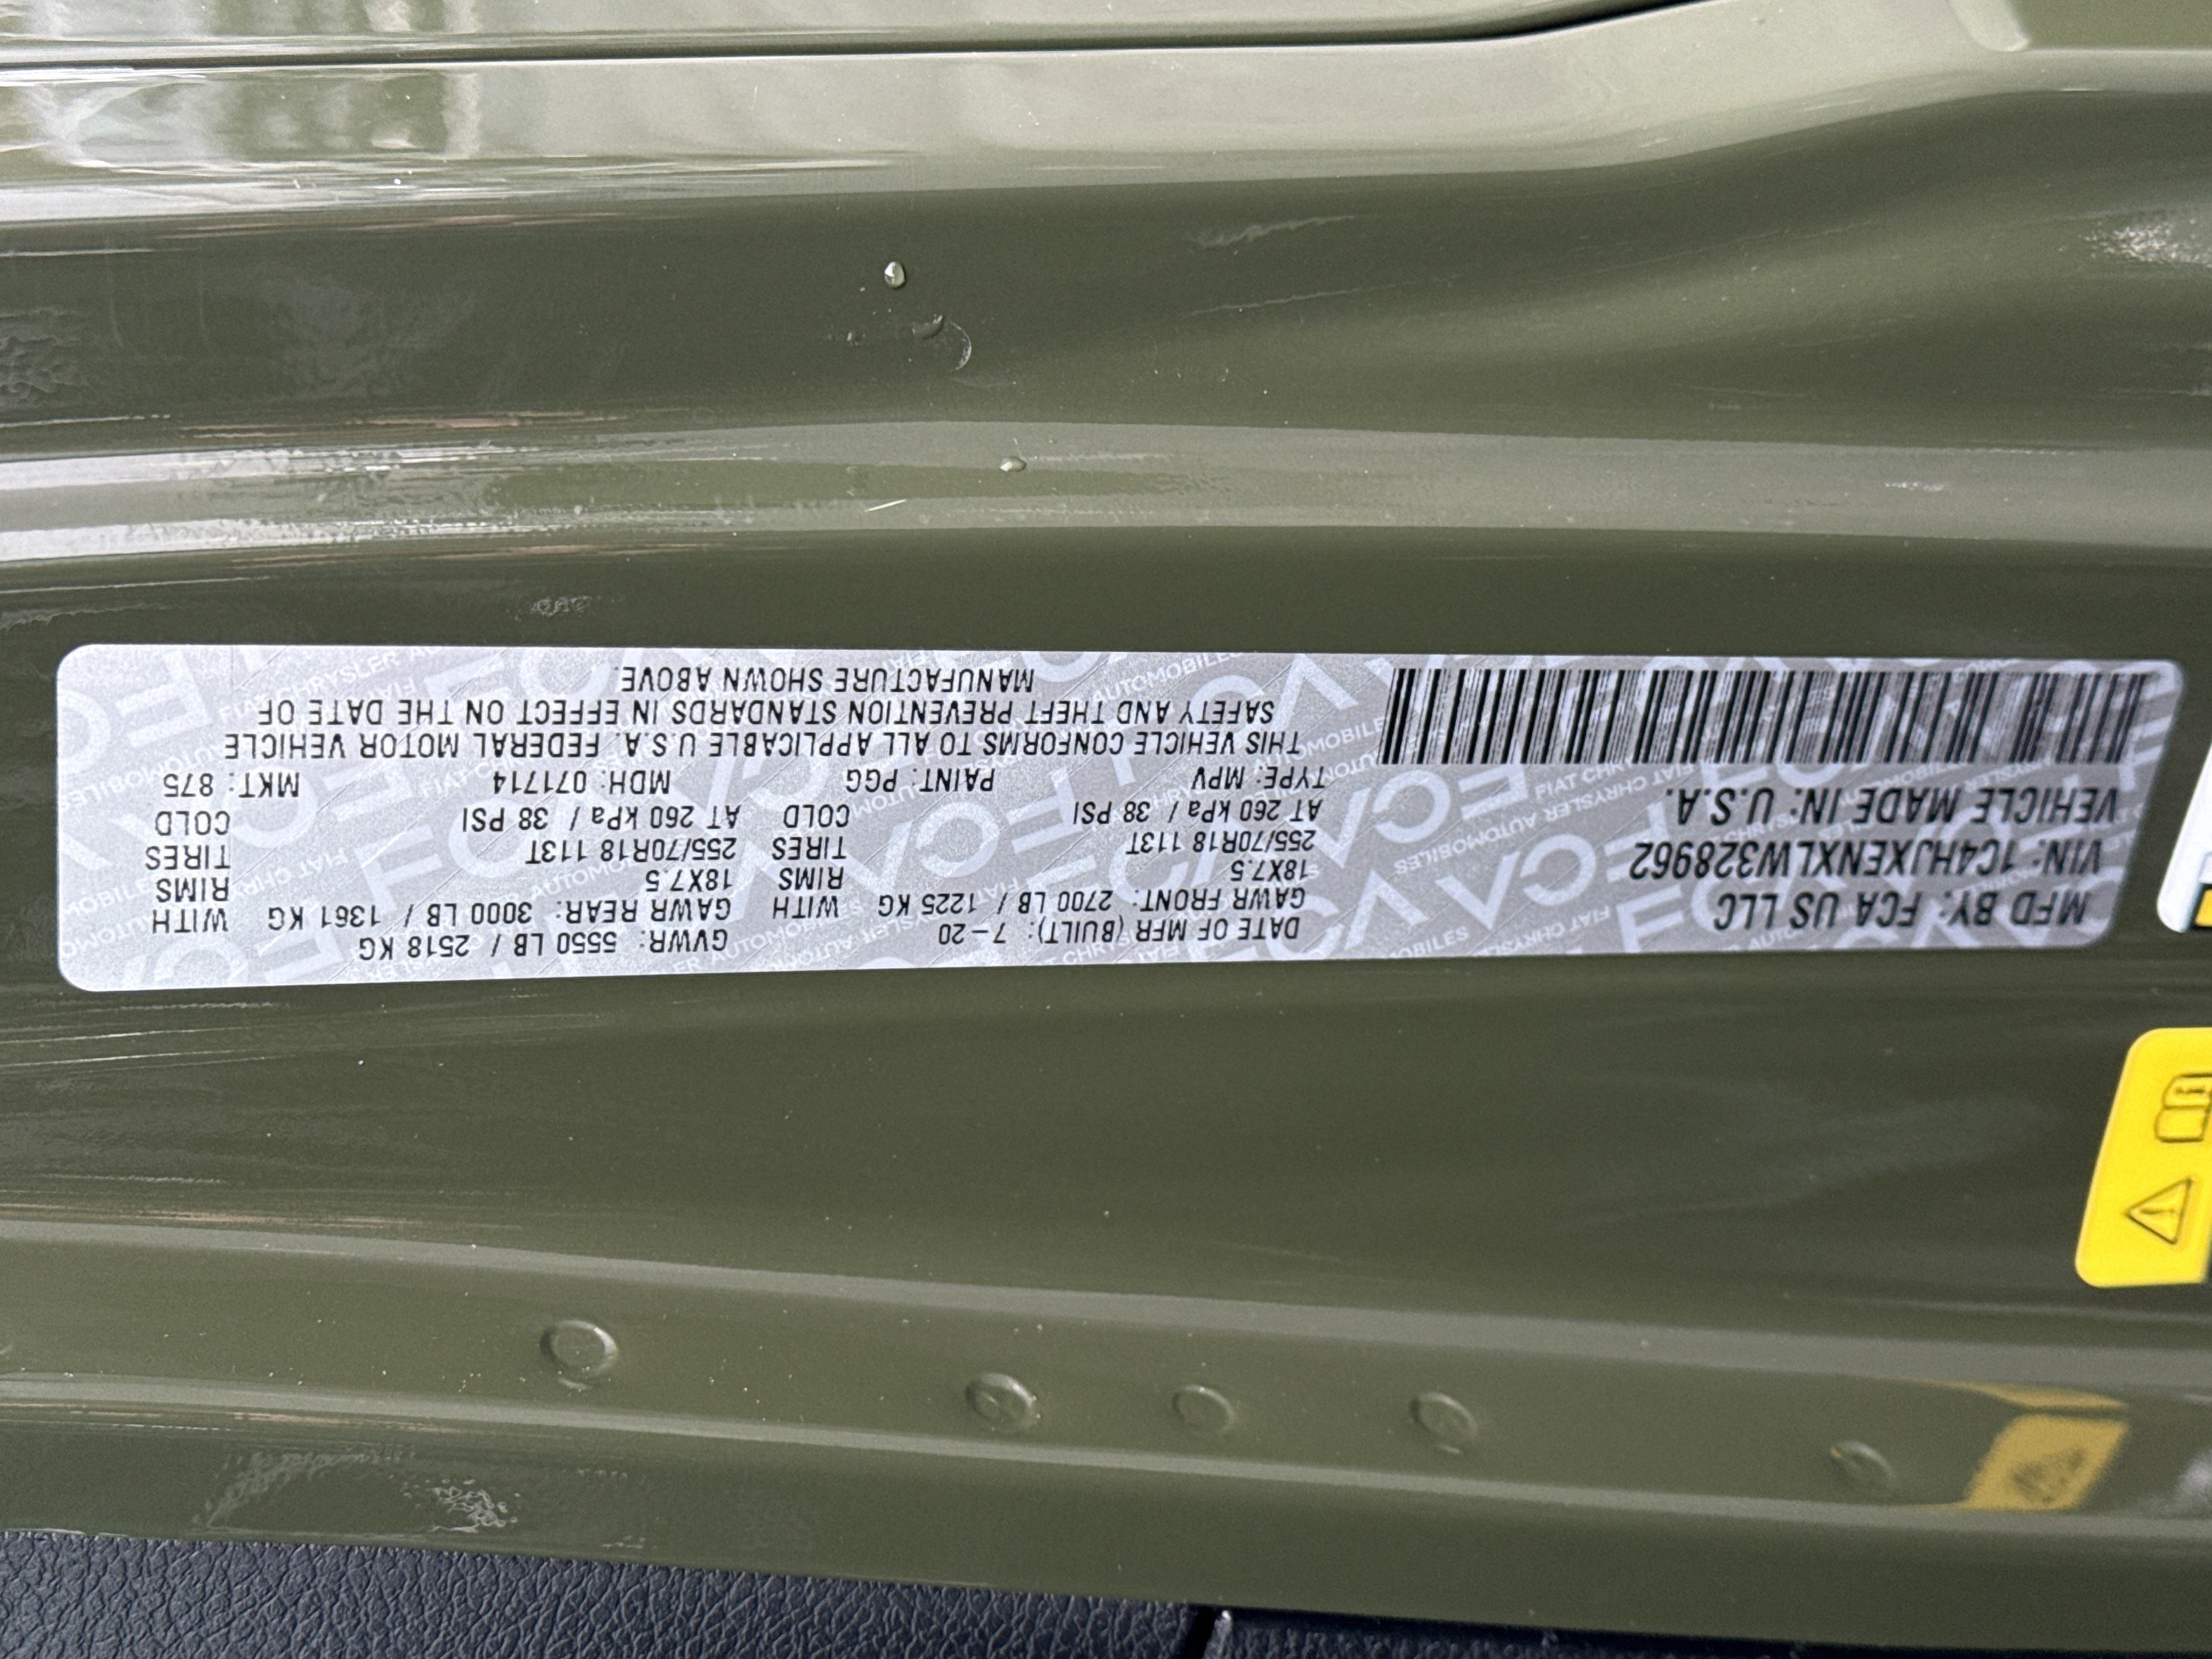 MFD BY: FCA US LLC
VIN: 1C4HJXENXLW328962
VEHICLE MADE IN: U.S.A.
DATE OF MFR (BUILT): 7-20
GVWR: 5550 LB / 2518 KG
GAWR FRONT: 2700 LB / 1225 KG WITH
GAWR REAR: 3000 LB / 1361 KG WITH
18X7.5 RIMS
18X7.5 RIMS
255/70R18 113T TIRES
255/70R18 113T TIRES
AT 260 kPa / 38 PSI COLD
AT 260 kPa / 38 PSI COLD
TYPE: MPV PAINT: PGG MDH: 071714 MKT: 875
THIS VEHICLE CONFORMS TO ALL APPLICABLE U.S.A. FEDERAL MOTOR VEHICLE
SAFETY AND THEFT PREVENTION STANDARDS IN EFFECT ON THE DATE OF
MANUFACTURE SHOWN ABOVE.